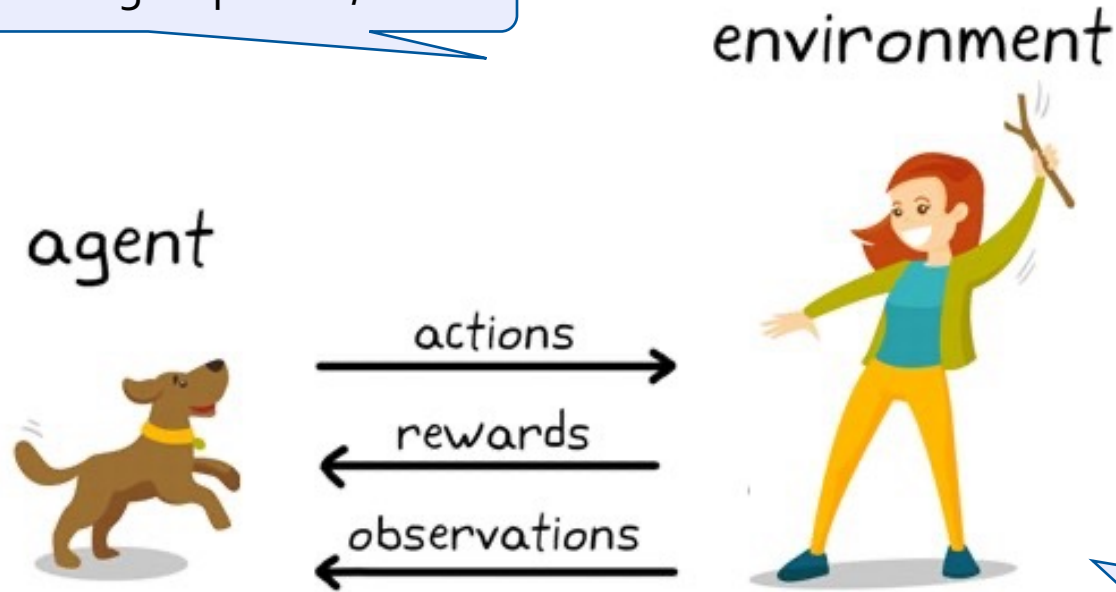 environment
agent
actions
rewards
observations